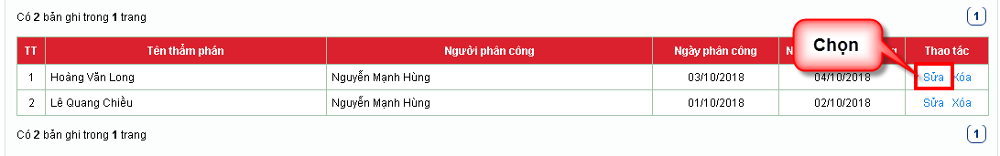 Có 2 bản ghi trong 1 trang 1
TT Tên thẩm phán Người phân công Ngày phân công N g Thao tác
Chọn
1 Hoàng Văn Long Nguyễn Mạnh Hùng 03/10/2018 04/10/2018 Sửa Xóa
2 Lê Quang Chiều Nguyễn Mạnh Hùng 01/10/2018 02/10/2018 Sửa Xóa
Có 2 bản ghi trong 1 trang 1